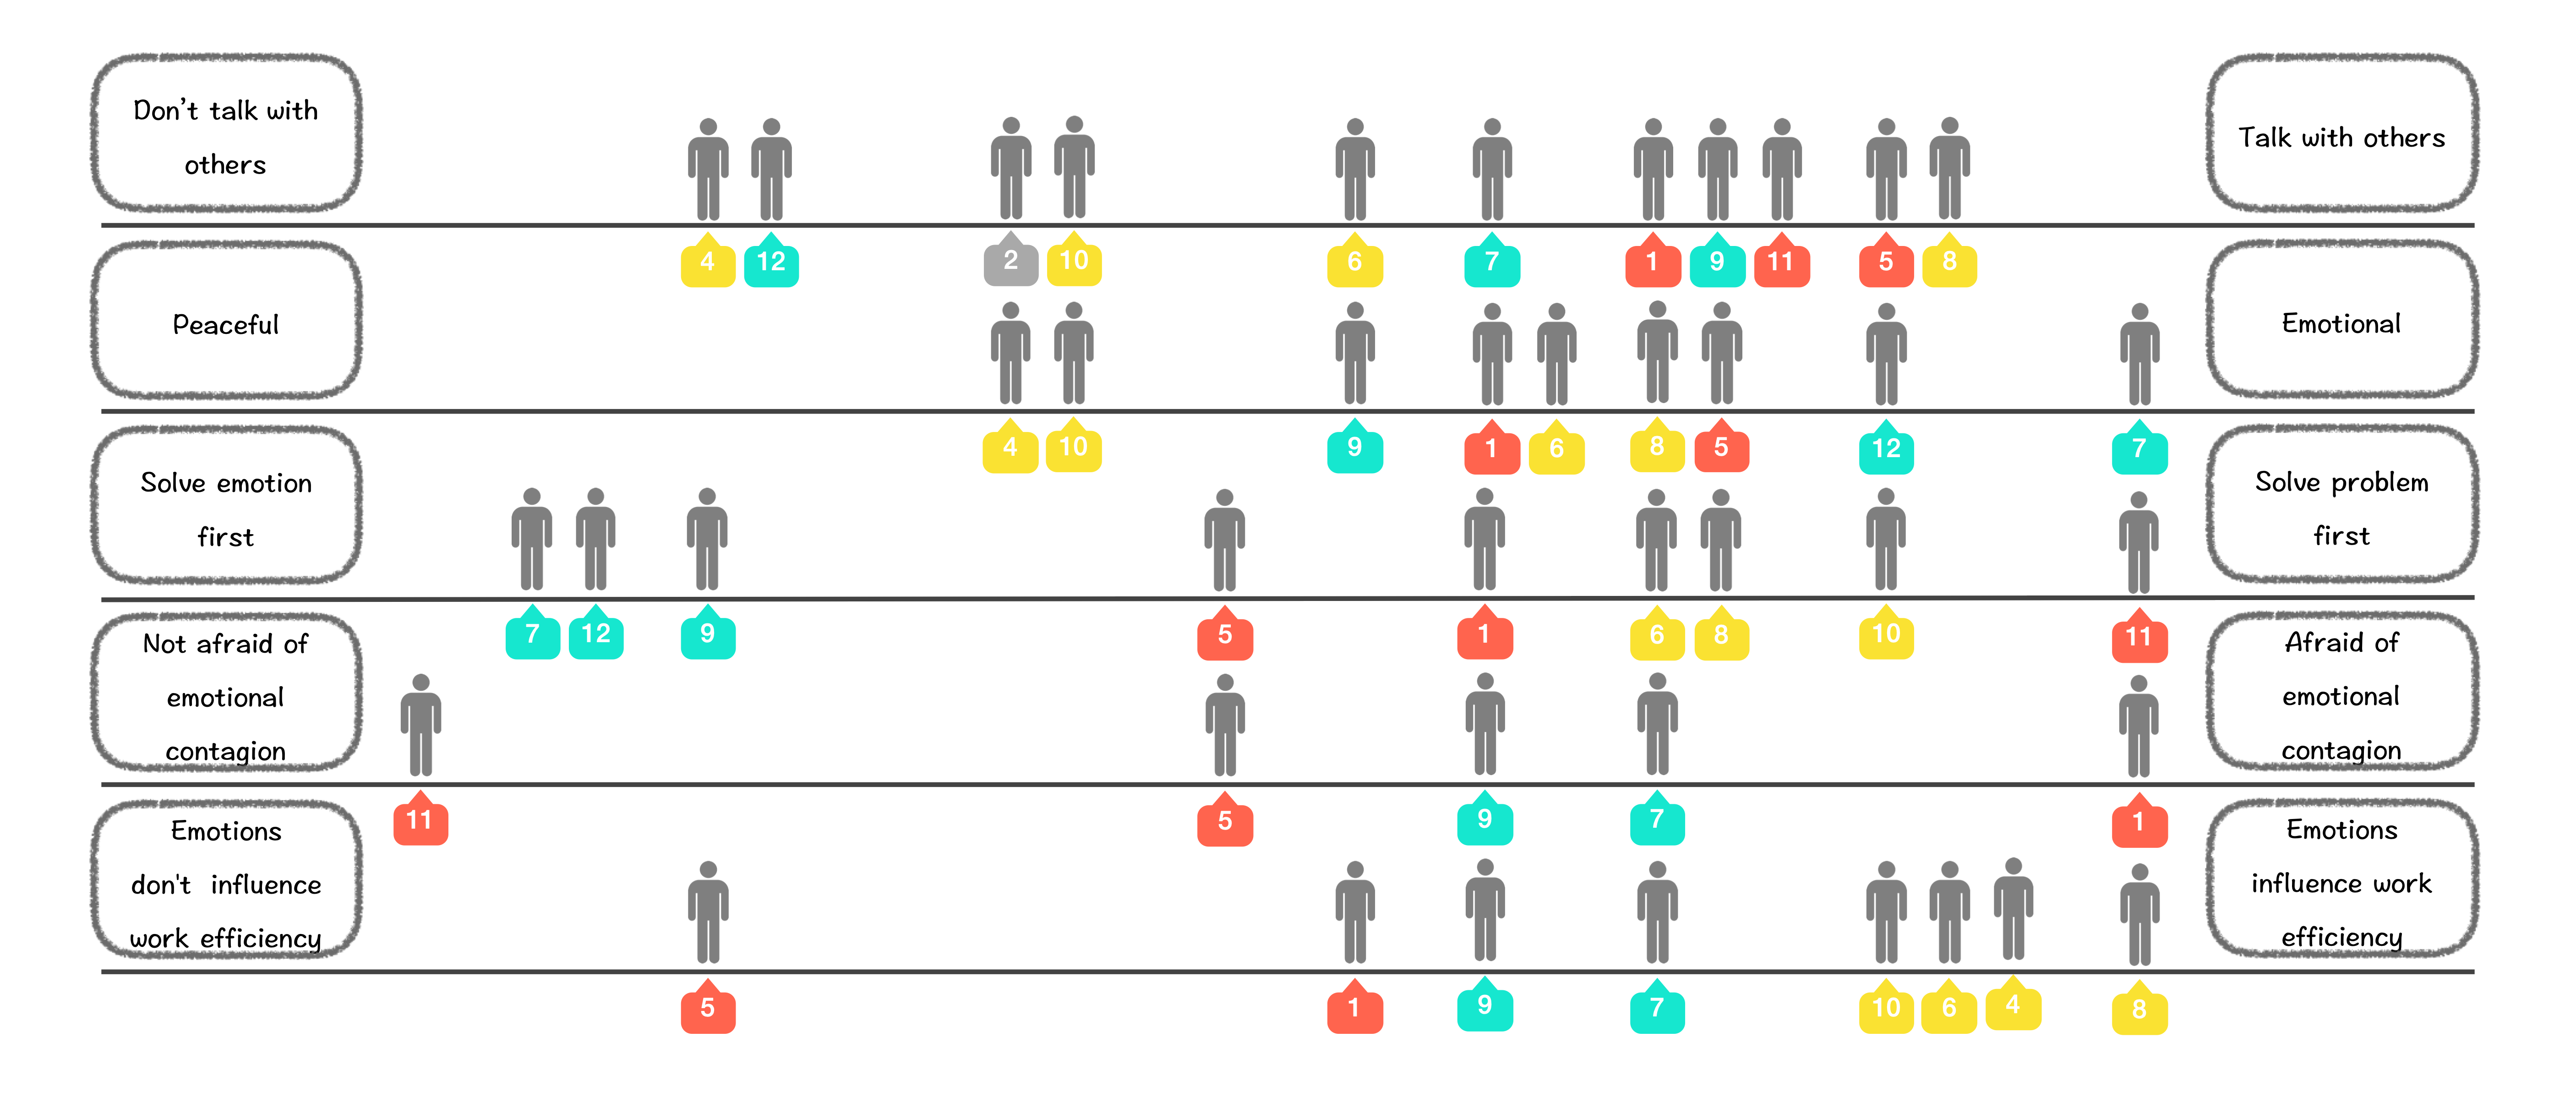 Don't talk with
others
Talk with others
4 12 2 10 6 7 1 9 11 5 8
Peaceful
Emotional
4 10 9 1 6 8 5 12 7
Solve emotion
first
Solve problem
first
7 12 9 5 1 6 8 10 11
Not afraid of
emotional
contagion
Afraid of
emotional
contagion
11 5 9 7 1
Emotions
don't influence
work efficiency
Emotions
influence work
efficiency
5 1 9 7 10 6 4 8